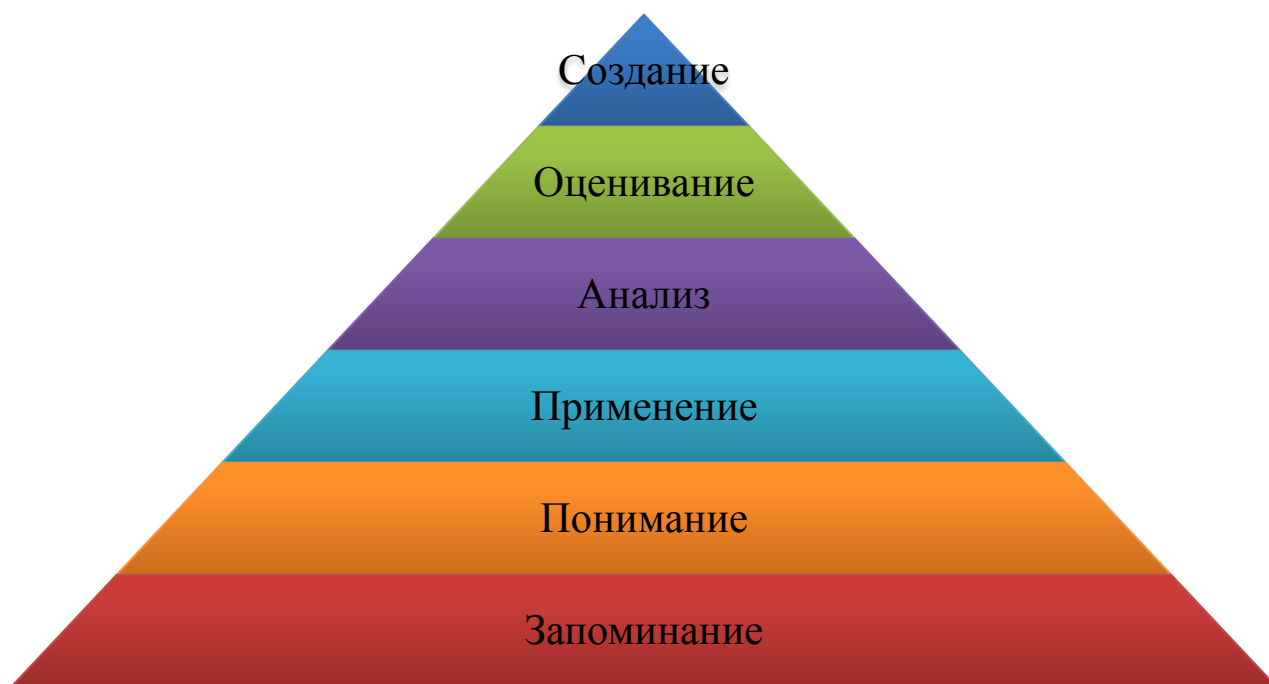 Создание
Оценивание
Анализ
Применение
Понимание
Запоминание